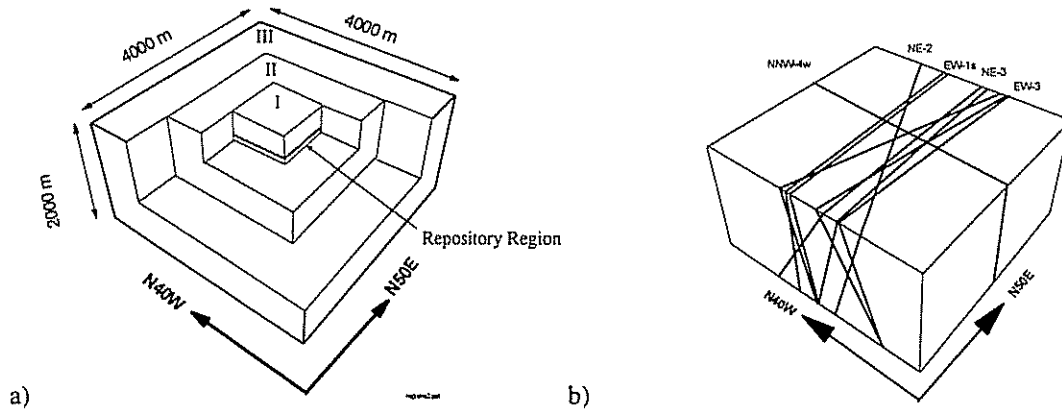 4000 m
4000 m
III
II
I
2000 m
Repository Region
N40W
N50E
a)
NNW-4w
NE-2
EW-1s
NE-3
EW-3
N40W
N50E
b)